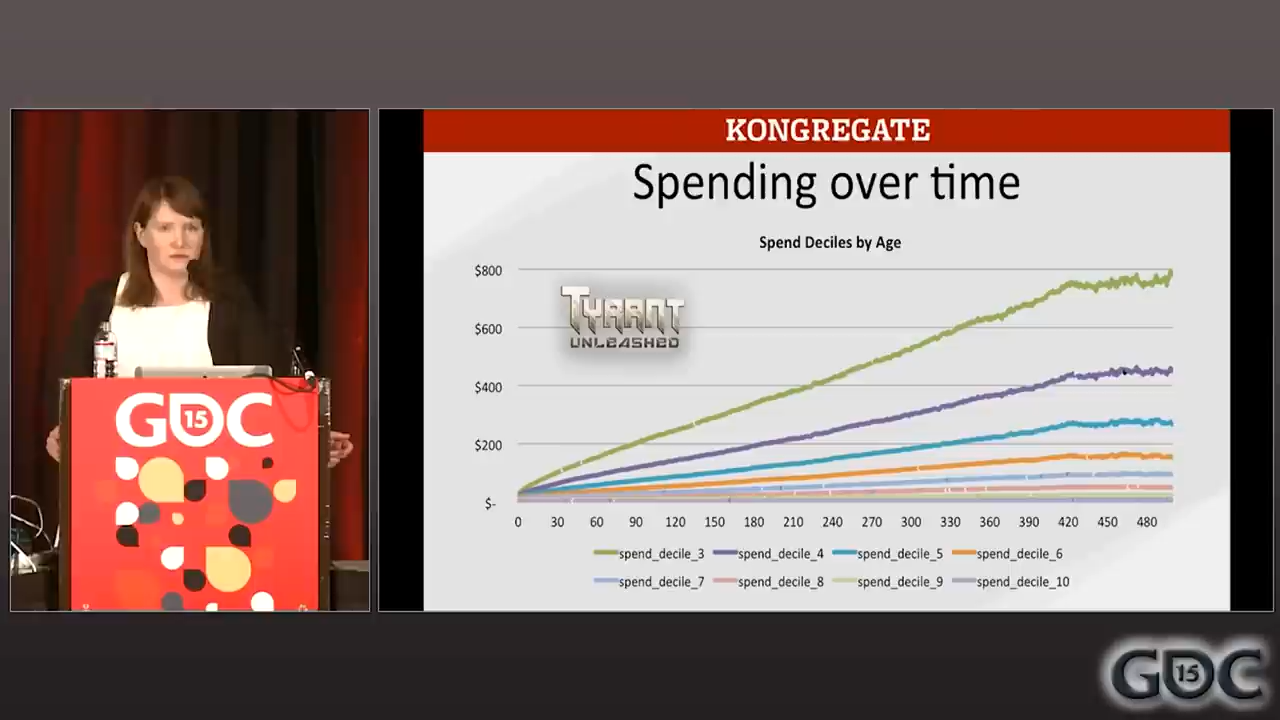 KONGREGATE
Spending over time
Spend Deciles by Age
TYRANT
UNLEASHED
$800
$600
$400
$200
$-
0 30 60 90 120 150 180 210 240 270 300 330 360 390 420 450 480
spend_decile_3 spend_decile_4 spend_decile_5 spend_decile_6
spend_decile_7 spend_decile_8 spend_decile_9 spend_decile_10
GDC
15
GDC
15